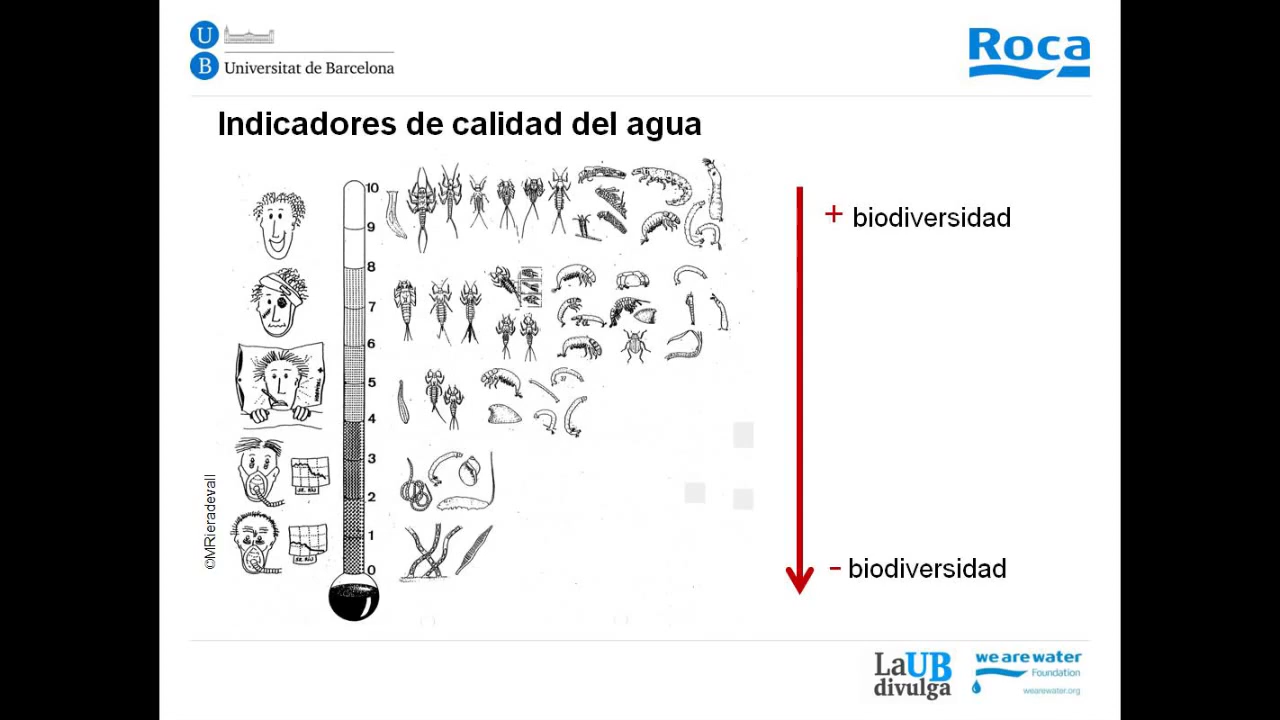 U
B
Universitat de Barcelona
Roca
Indicadores de calidad del agua
10
9
8
7
6
5
4
3
2
1
0
+ biodiversidad
- biodiversidad
©MRieradevall
LaUB
divulga
we are water
Foundation
wearewater.org